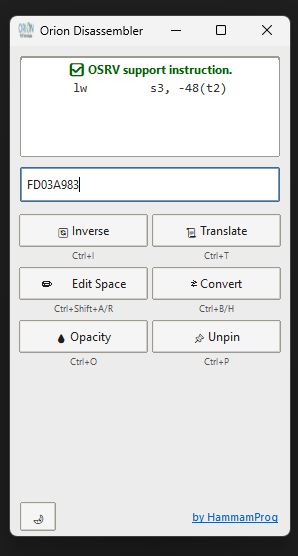 Orion Disassembler
OSRV support instruction.
lw s3, -48(t2)
FD03A983
Inverse Translate
Ctrl+I Ctrl+T
Edit Space Convert
Ctrl+Shift+A/R Ctrl+B/H
Opacity Unpin
Ctrl+O Ctrl+P
by HammamProg